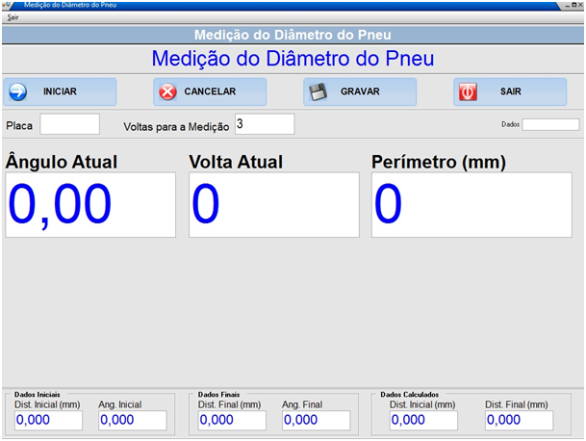 Medição do Diâmetro do Pneu
Sair
Medição do Diâmetro do Pneu
Medição do Diâmetro do Pneu
INICIAR CANCELAR GRAVAR SAIR
Placa Voltas para a Medição 3 Dados
Ângulo Atual Volta Atual Perímetro (mm)
0,00 0 0
Dados Iniciais Dados Finais Dados Calculados
Dist. Inicial (mm) Ang. Inicial Dist. Final (mm) Ang. Final Dist. Inicial (mm) Dist. Final (mm)
0,000 0,000 0,000 0,000 0,000 0,000